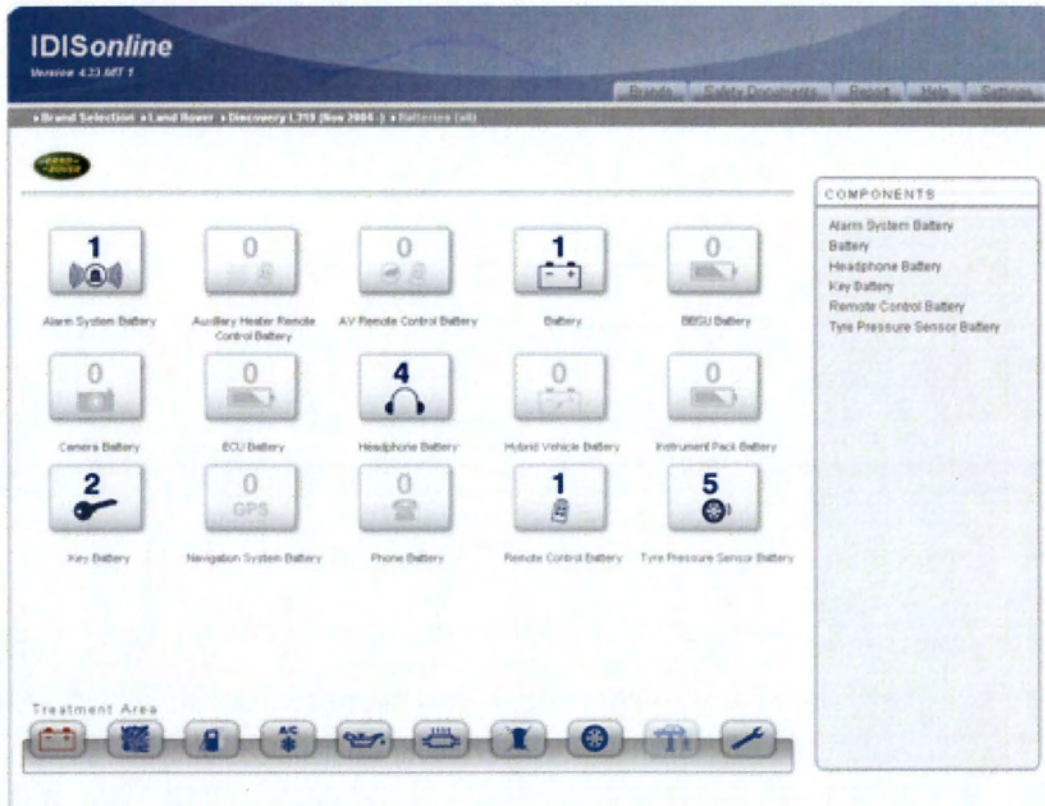 IDISonline
Version 4.23 MT 1
Brands Safety Documents Report Help Settings
Brand Selection Land Rover Discovery L319 (Nov 2004-) Batteries (all)
LAND ROVER
COMPONENTS
Alarm System Battery
Battery
Headphone Battery
Key Battery
Remote Control Battery
Tyre Pressure Sensor Battery
1 0 0 1 0
Alarm System Battery Auxiliary Heater Remote AV Remote Control Battery Battery BBSU Battery
Control Battery
0 0 4 0 0
Camera Battery ECU Battery Headphone Battery Hybrid Vehicle Battery Instrument Pack Battery
2 0 0 1 5
GPS
Key Battery Navigation System Battery Phone Battery Remote Control Battery Tyre Pressure Sensor Battery
Treatment Area
A/C